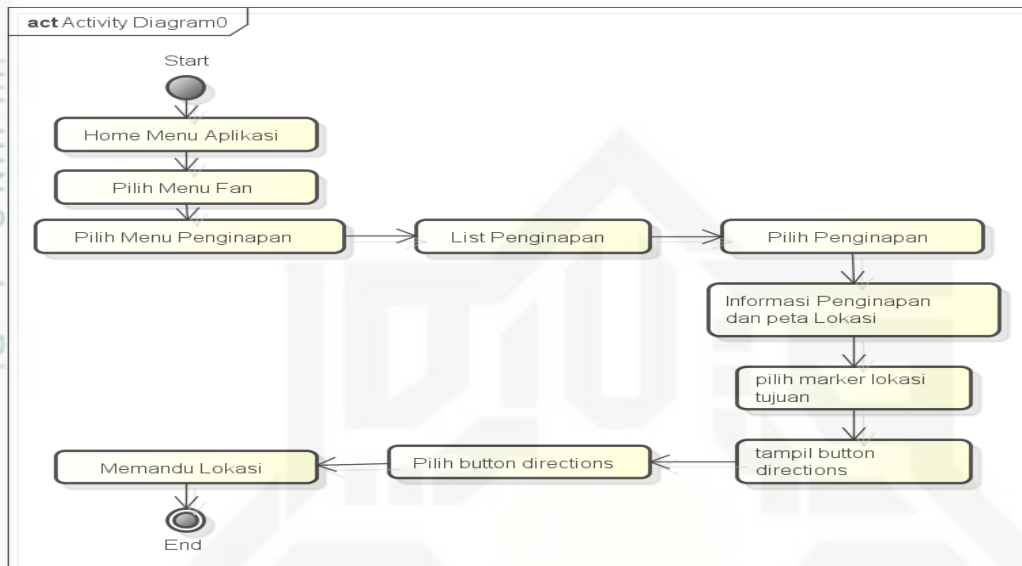 act Activity Diagram0
Start
Home Menu Aplikasi
Pilih Menu Fan
Pilih Menu Penginapan
List Penginapan
Pilih Penginapan
Informasi Penginapan
dan peta Lokasi
pilih marker lokasi
tujuan
tampil button
directions
Pilih button directions
Memandu Lokasi
End